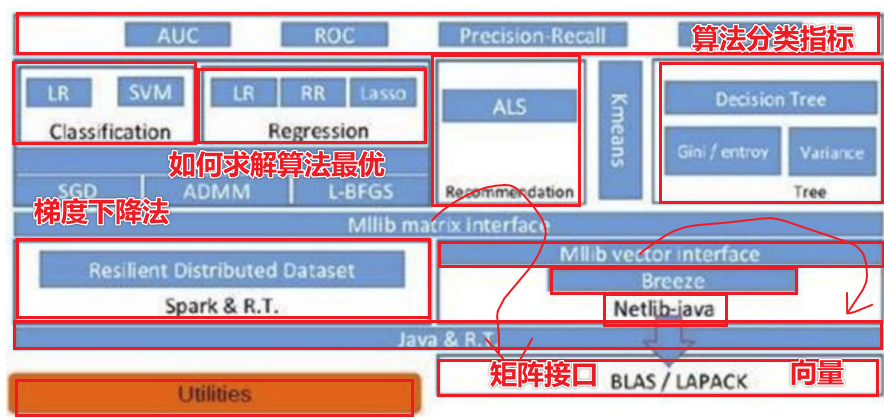 AUC ROC Precision-Recall 算法分类指标
LR SVM LR RR Lasso ALS Kmeans Decision Tree
Classification Regression Gini / entroy Variance
如何求解算法最优
SGD ADMM L-BFGS Recommendation Tree
梯度下降法
Mllib matrix Interface
Mllib vector interface
Resilient Distributed Dataset Breeze
Spark & R.T. Netlib-java
Java & R.T.
矩阵接口 BLAS / LAPACK 向量
Utilities